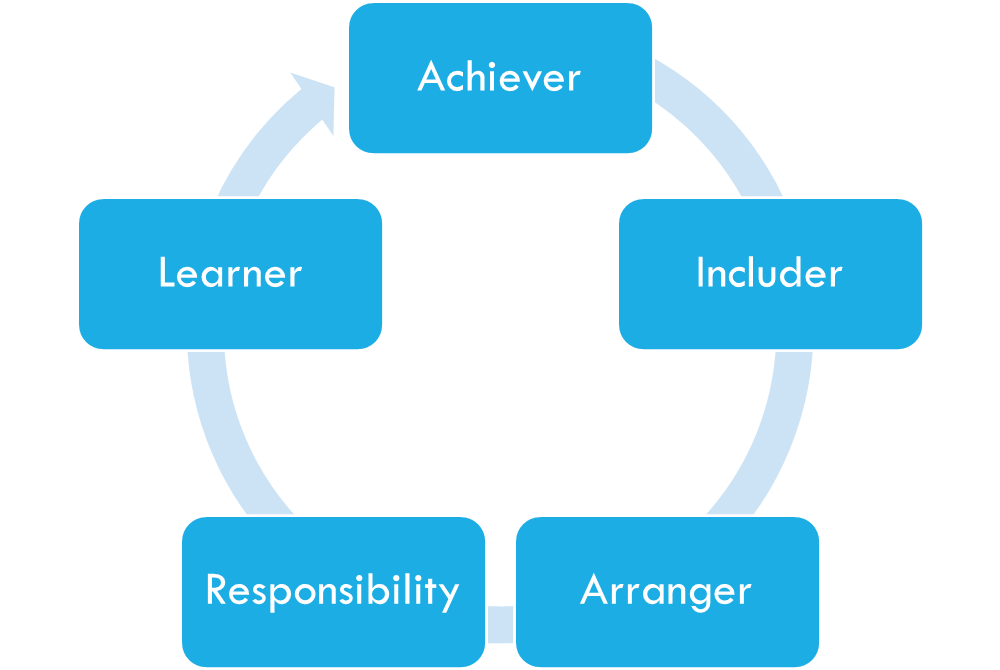 Achiever
Includer
Arranger
Responsibility
Learner